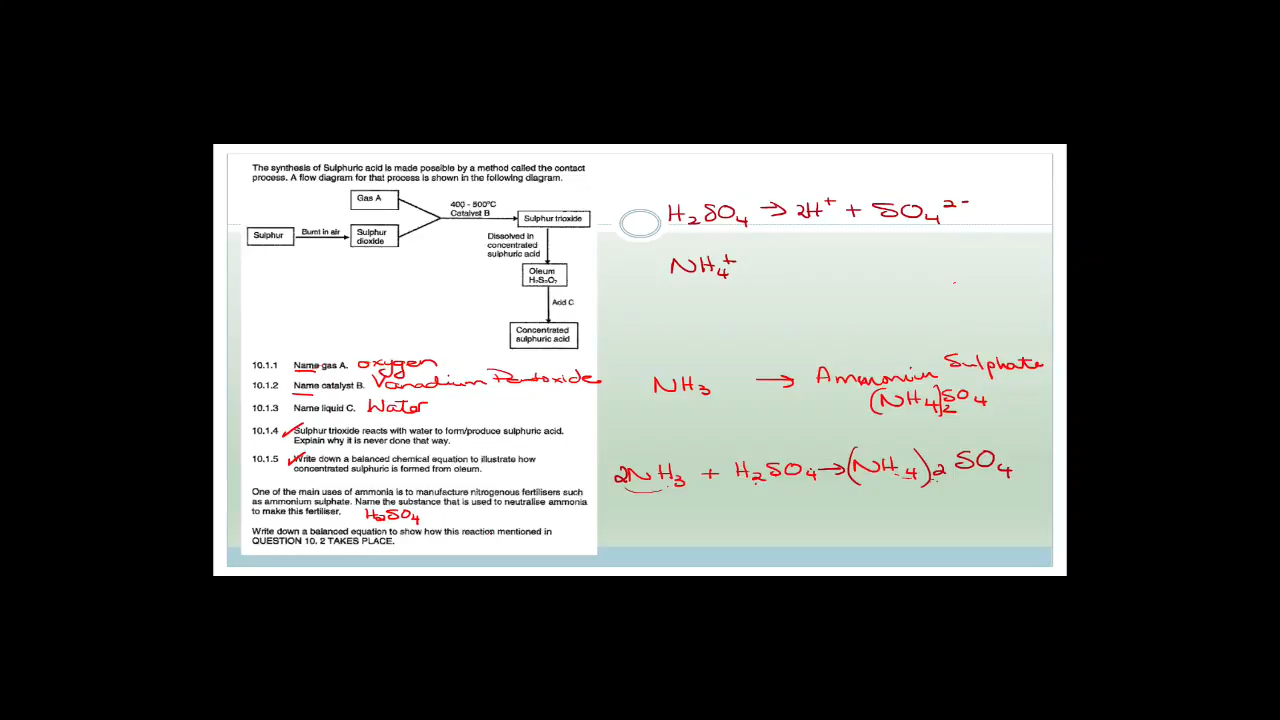 The synthesis of Sulphuric acid is made possible by a method called the contact
process. A flow diagram for that process is shown in the following diagram.
Gas A
400 - 500°C
Catalyst B
Sulphur trioxide
Sulphur
Burnt in air
Sulphur
dioxide
Dissolved in
concentrated
sulphuric acid
Oleum
H₂S₂O₇
Add C
Concentrated
sulphuric acid
10.1.1 Name gas A. oxygen
10.1.2 Name catalyst B. Vanadium Pentoxide
10.1.3 Name liquid C. Water
10.1.4 Sulphur trioxide reacts with water to form/produce sulphuric acid.
Explain why it is never done that way.
10.1.5 Write down a balanced chemical equation to illustrate how
concentrated sulphuric is formed from oleum.
One of the main uses of ammonia is to manufacture nitrogenous fertilisers such
as ammonium sulphate. Name the substance that is used to neutralise ammonia
to make this fertiliser. H₂SO₄
Write down a balanced equation to show how this reaction mentioned in
QUESTION 10. 2 TAKES PLACE.
H₂SO₄ → 2H⁺ + SO₄²⁻
NH₄⁺
NH₃ → Ammonium Sulphate
(NH₄)₂SO₄
2NH₃ + H₂SO₄ → (NH₄)₂SO₄